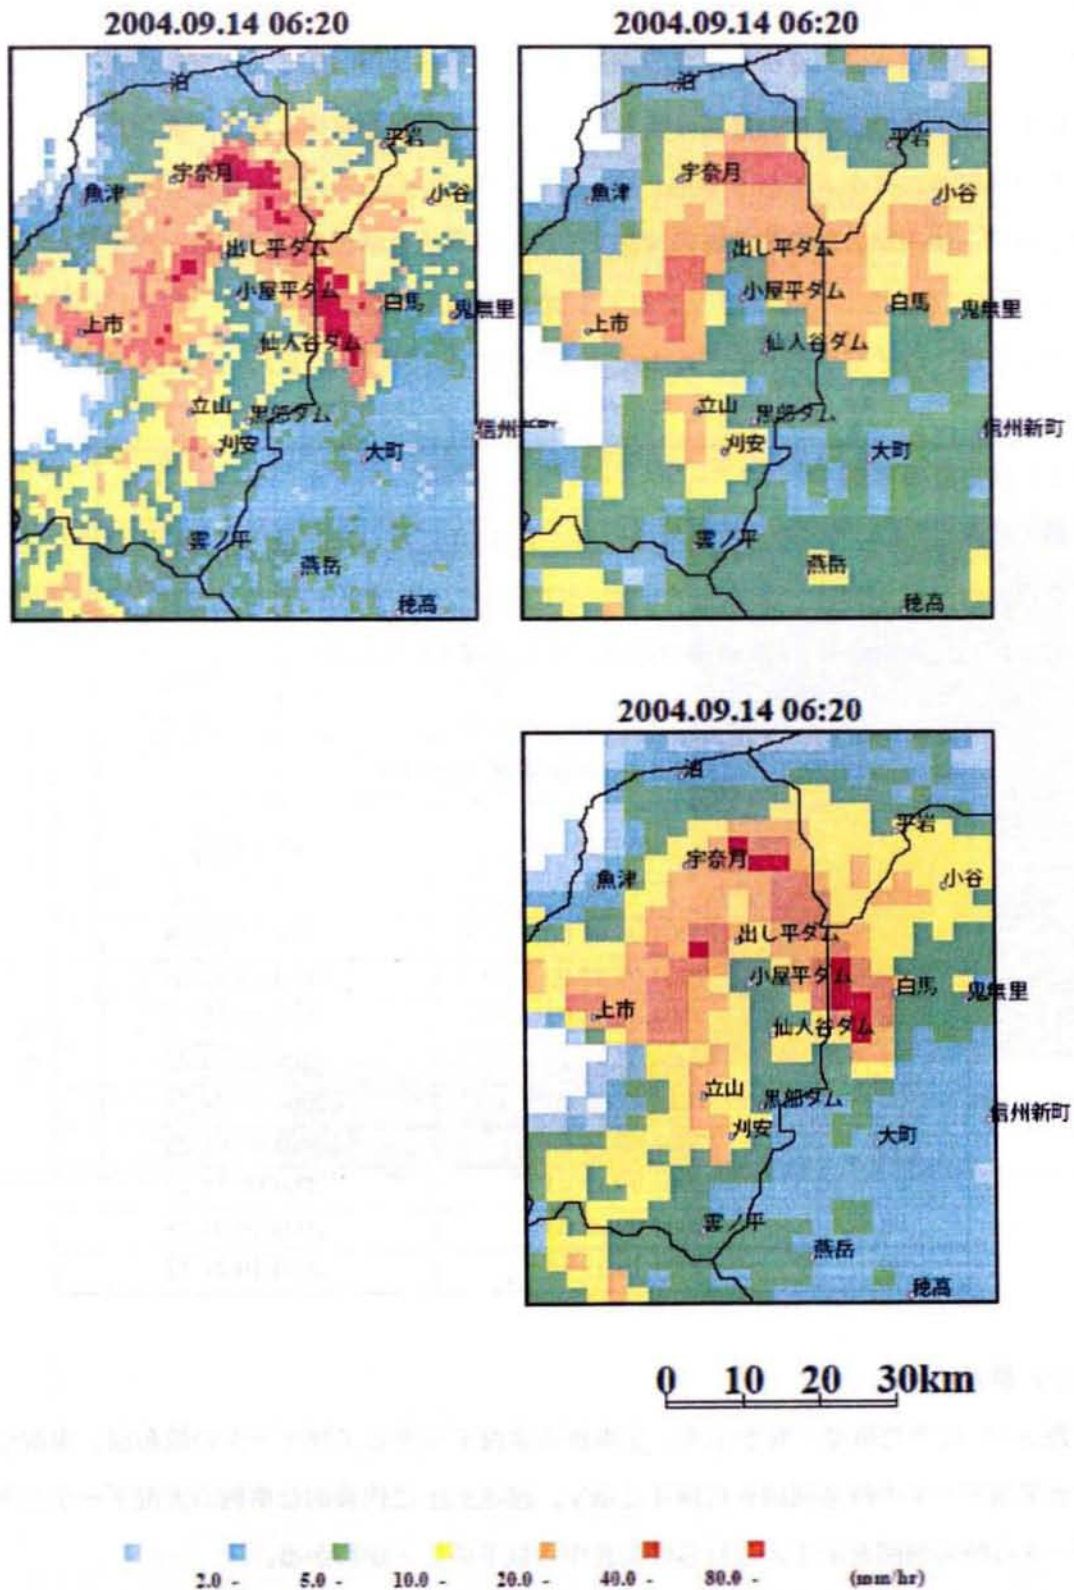 2004.09.14 06:20
2004.09.14 06:20
泊
平岩
宇奈月
魚津
小谷
出し平ダム
小屋平ダム
白馬
鬼無里
上市
仙人谷ダム
立山
黒部ダム
信州新町
刈安
大町
雲ノ平
燕岳
穂高
泊
平岩
宇奈月
魚津
小谷
出し平ダム
小屋平ダム
白馬
鬼無里
上市
仙人谷ダム
立山
黒部ダム
信州新町
刈安
大町
雲ノ平
燕岳
穂高
2004.09.14 06:20
泊
平岩
宇奈月
魚津
小谷
出し平ダム
小屋平ダム
白馬
鬼無里
上市
仙人谷ダム
立山
黒部ダム
信州新町
刈安
大町
雲ノ平
燕岳
穂高
0 10 20 30km
2.0 - 5.0 - 10.0 - 20.0 - 40.0 - 80.0 - (mm/hr)